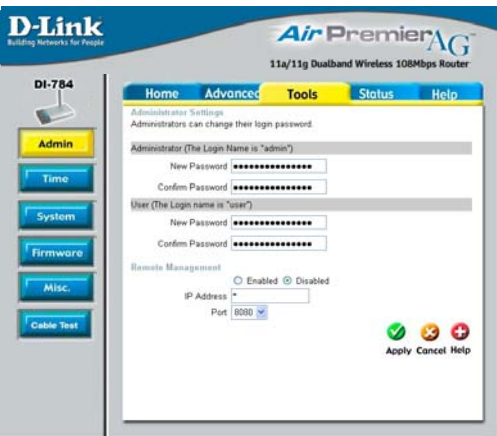 D-Link
Building Networks for People
Air Premier AG
11a/11g Dualband Wireless 108Mbps Router
DI-784
Home Advanced Tools Status Help
Admin
Time
System
Firmware
Misc.
Cable Test
Administrator Settings
Administrators can change their login password.
Administrator (The Login Name is "admin")
New Password ••••••••••••••••
Confirm Password ••••••••••••••••
User (The Login name is "user")
New Password ••••••••••••••••
Confirm Password ••••••••••••••••
Remote Management
Enabled Disabled
IP Address *
Port 8080
Apply Cancel Help